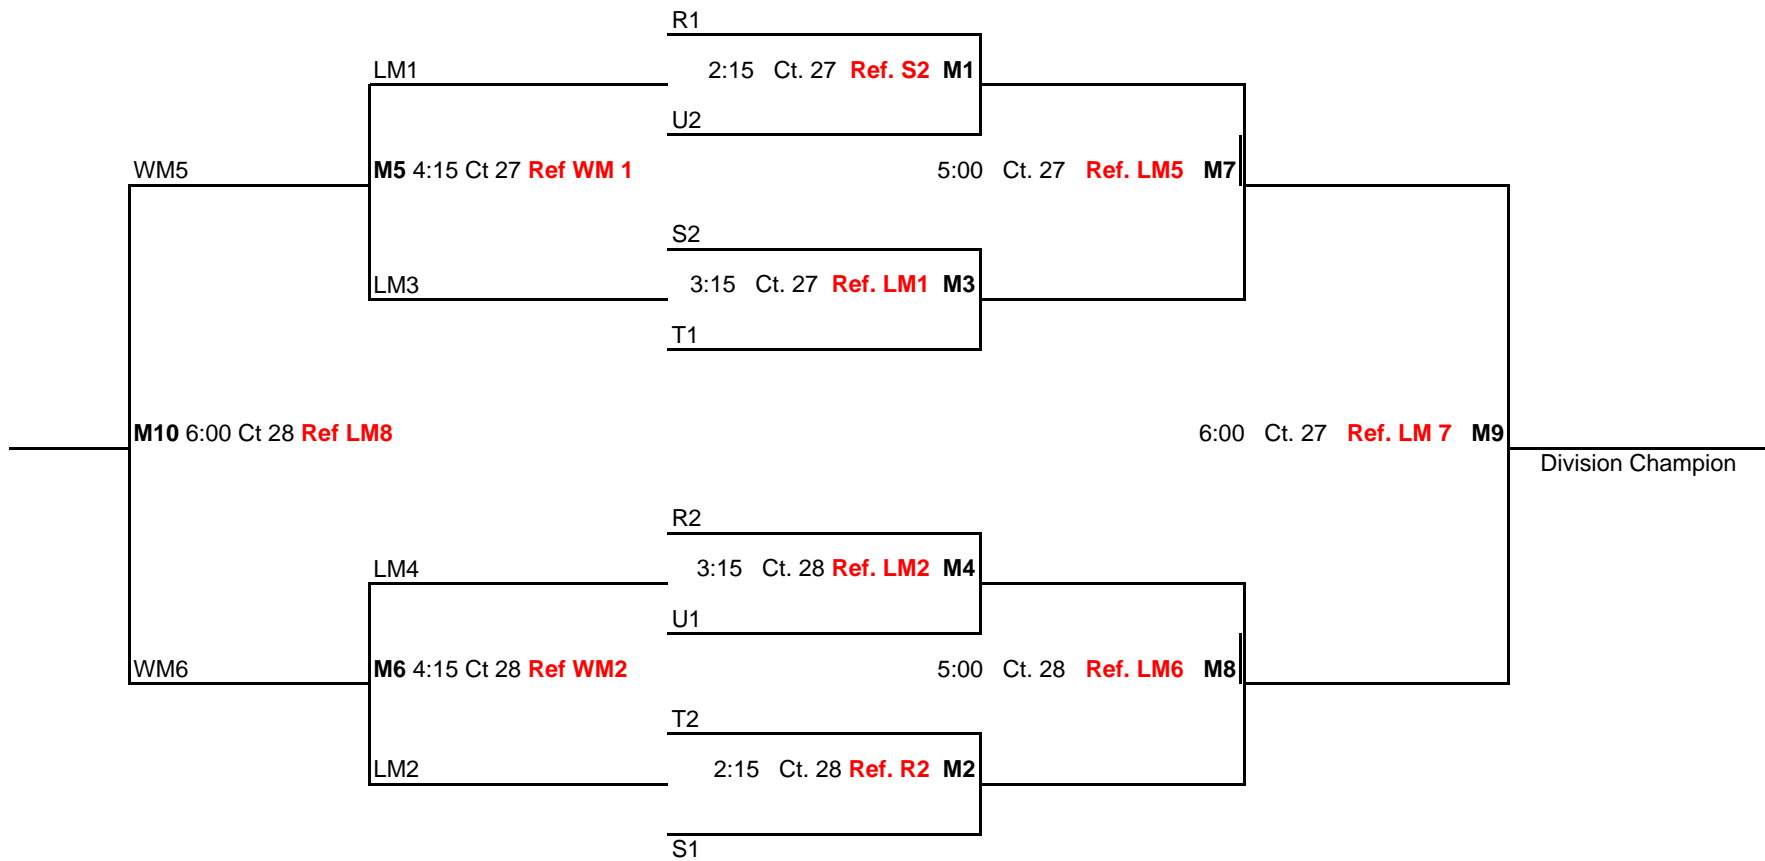 R1
LM1
2:15 Ct. 27 Ref. S2 M1
U2
WM5
M5 4:15 Ct 27 Ref WM 1
5:00 Ct. 27 Ref. LM5 M7
S2
LM3
3:15 Ct. 27 Ref. LM1 M3
T1
M10 6:00 Ct 28 Ref LM8
6:00 Ct. 27 Ref. LM 7 M9
Division Champion
R2
LM4
3:15 Ct. 28 Ref. LM2 M4
U1
WM6
M6 4:15 Ct 28 Ref WM2
5:00 Ct. 28 Ref. LM6 M8
T2
LM2
2:15 Ct. 28 Ref. R2 M2
S1